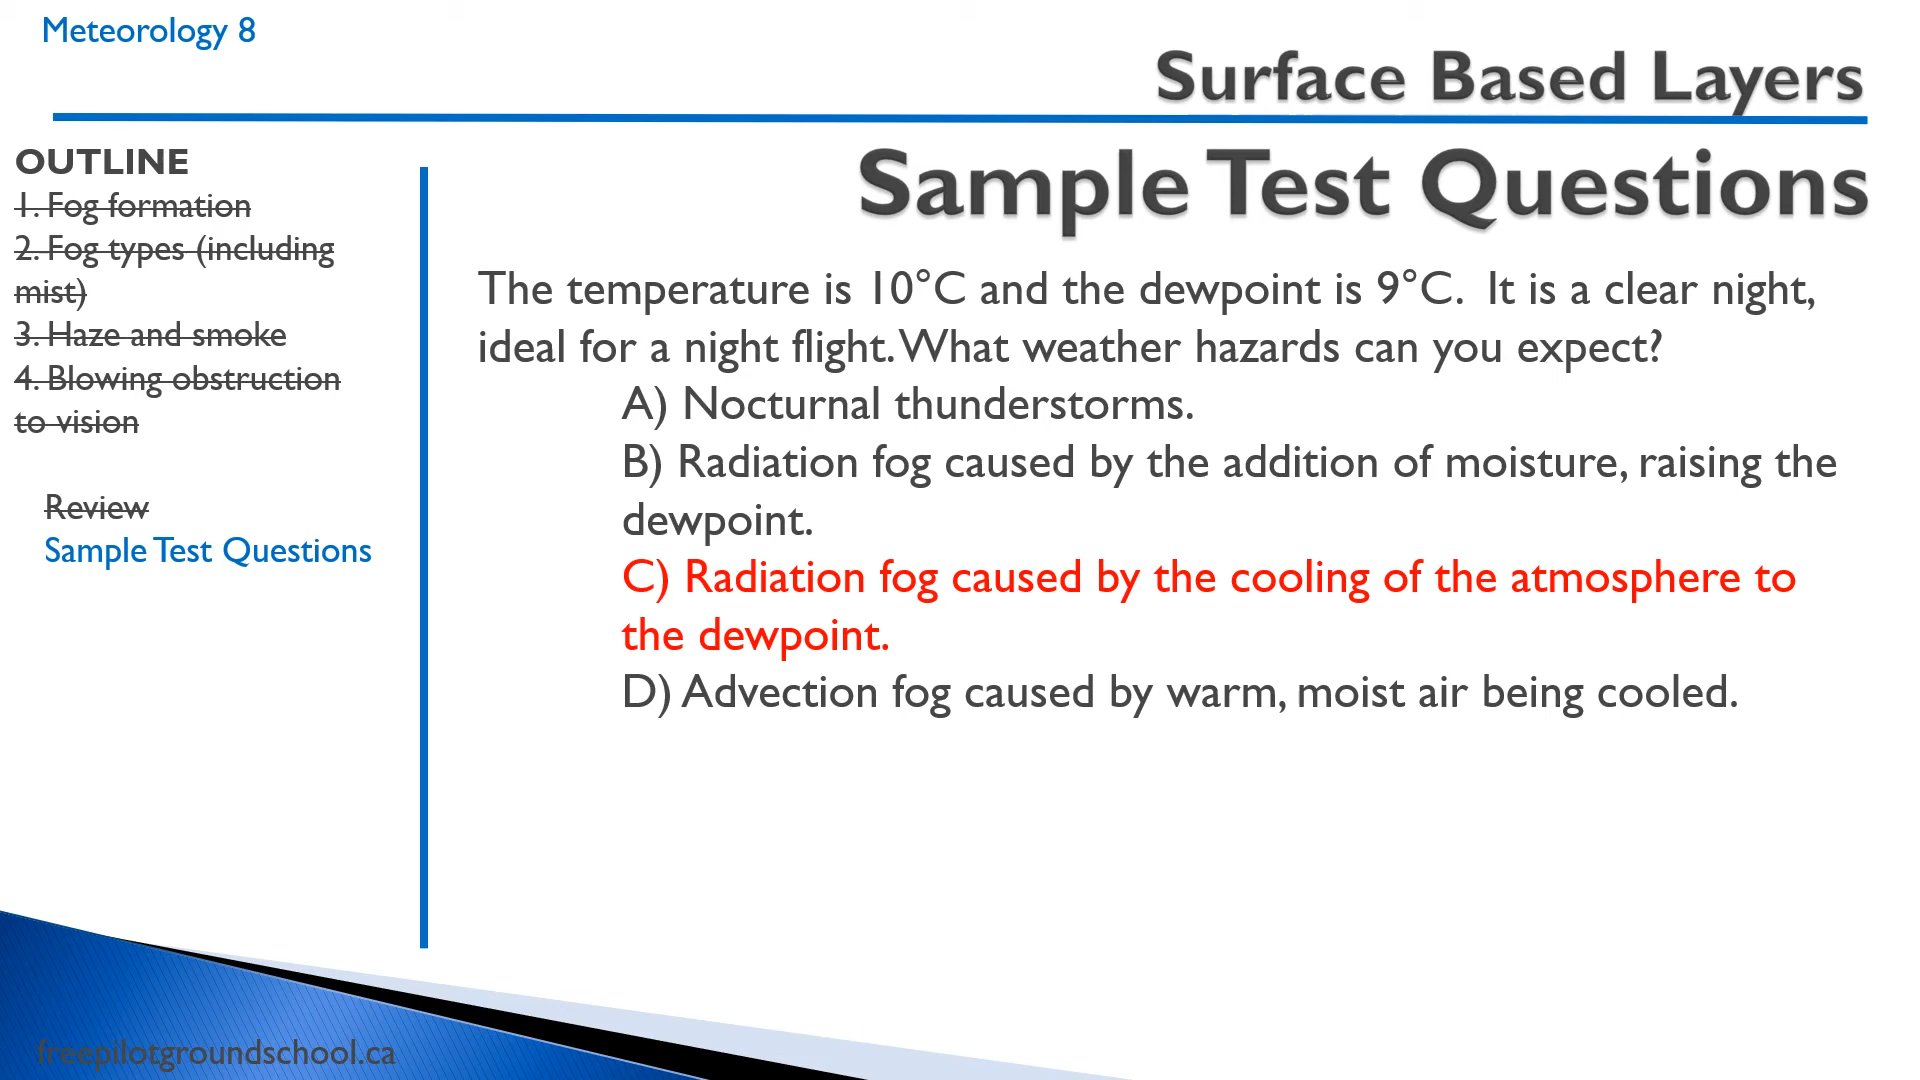 Meteorology 8
Surface Based Layers
OUTLINE
1. Fog formation
2. Fog types (including
mist)
3. Haze and smoke
4. Blowing obstruction
to vision
Review
Sample Test Questions
Sample Test Questions
The temperature is 10°C and the dewpoint is 9°C.  It is a clear night,
ideal for a night flight. What weather hazards can you expect?
A) Nocturnal thunderstorms.
B) Radiation fog caused by the addition of moisture, raising the
dewpoint.
C) Radiation fog caused by the cooling of the atmosphere to
the dewpoint.
D) Advection fog caused by warm, moist air being cooled.
freepilotgroundschool.ca